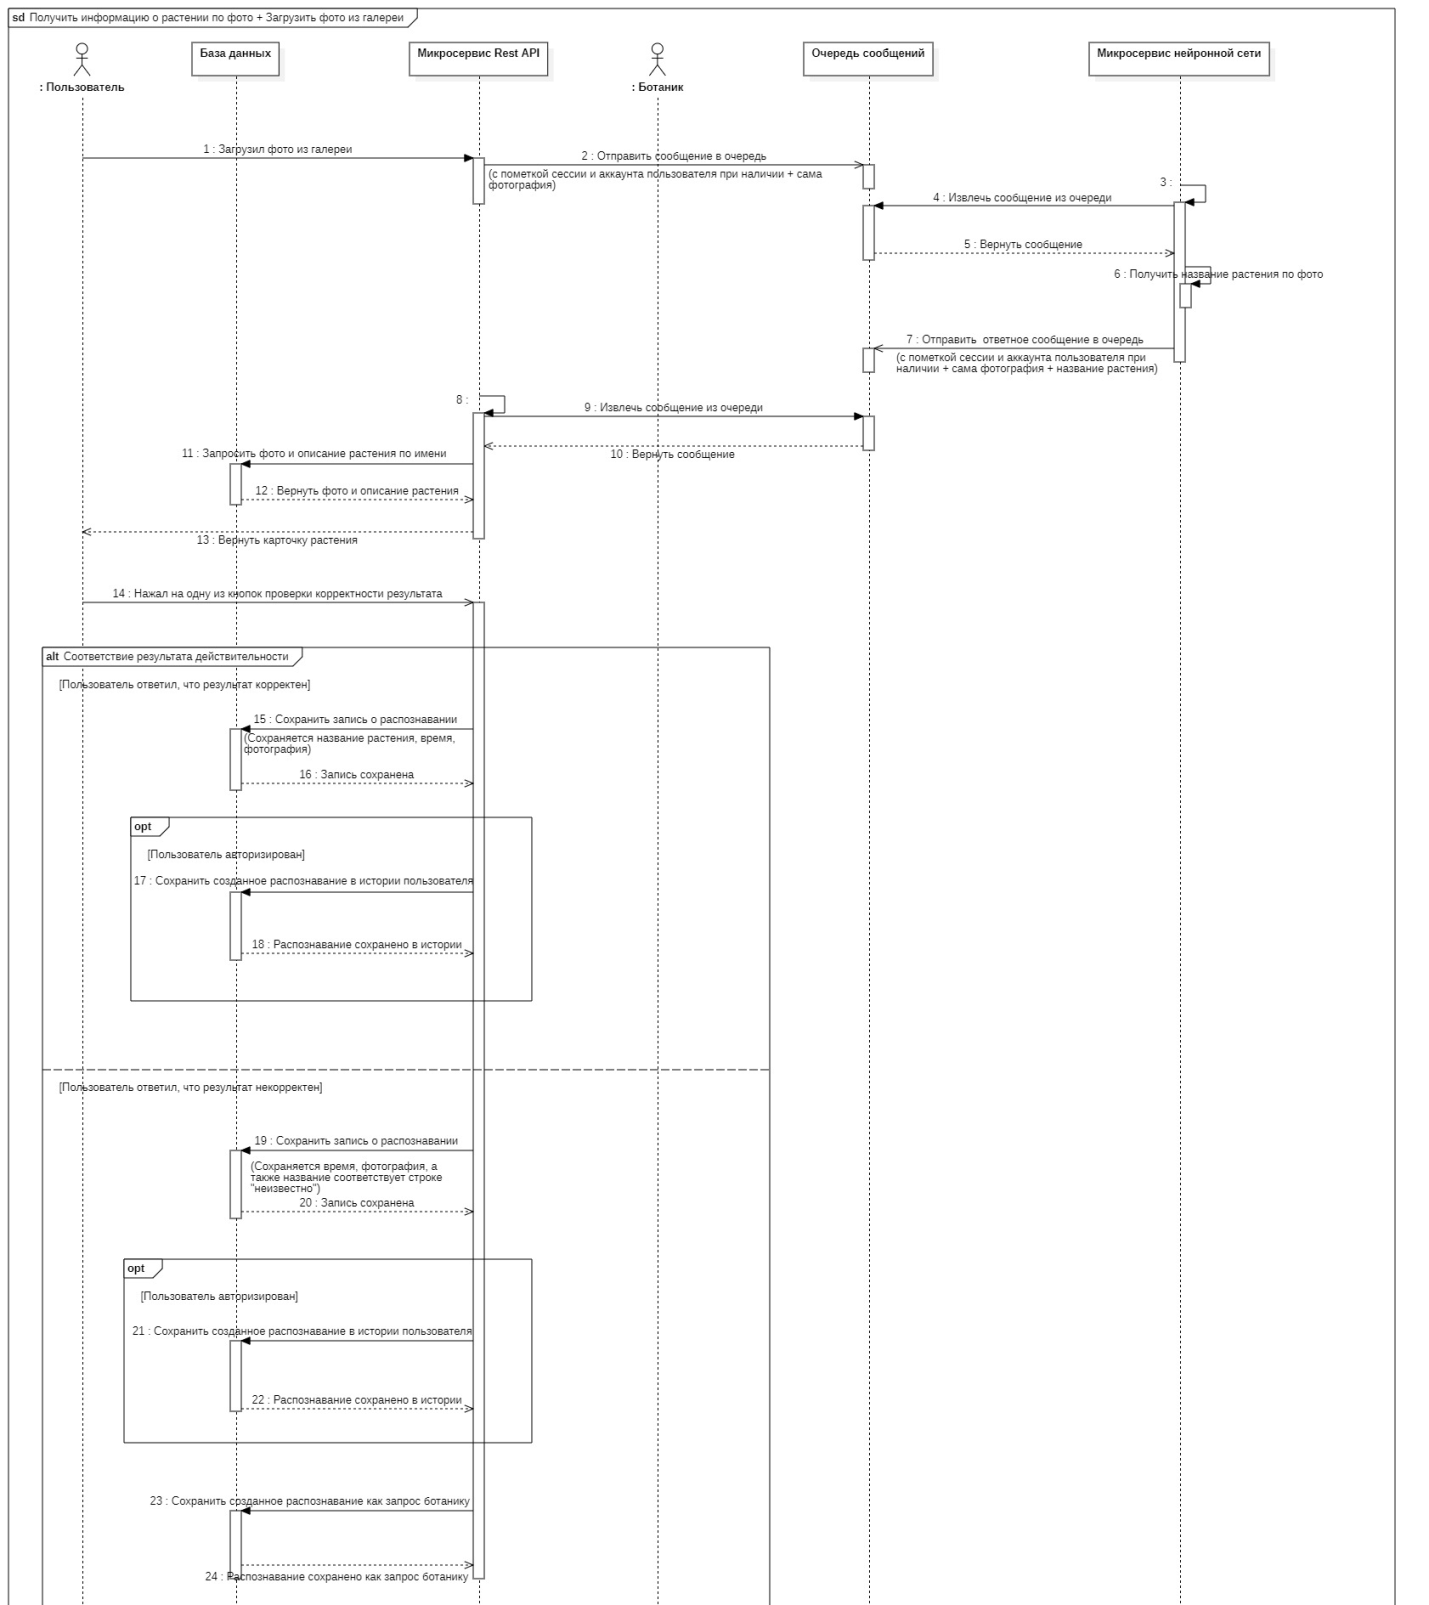 sd Получить информацию о растении по фото + Загрузить фото из галереи
: Пользователь
База данных
Микросервис Rest API
: Ботаник
Очередь сообщений
Микросервис нейронной сети
1 : Загрузил фото из галереи
2 : Отправить сообщение в очередь
(с пометкой сессии и аккаунта пользователя при наличии + сама
фотография)
3 :
4 : Извлечь сообщение из очереди
5 : Вернуть сообщение
6 : Получить название растения по фото
7 : Отправить  ответное сообщение в очередь
(с пометкой сессии и аккаунта пользователя при
наличии + сама фотография + название растения)
8 :
9 : Извлечь сообщение из очереди
10 : Вернуть сообщение
11 : Запросить фото и описание растения по имени
12 : Вернуть фото и описание растения
13 : Вернуть карточку растения
14 : Нажал на одну из кнопок проверки корректности результата
alt Соответствие результата действительности
[Пользователь ответил, что результат корректен]
15 : Сохранить запись о распознавании
(Сохраняется название растения, время,
фотография)
16 : Запись сохранена
opt
[Пользователь авторизирован]
17 : Сохранить созданное распознавание в истории пользователя
18 : Распознавание сохранено в истории
[Пользователь ответил, что результат некорректен]
19 : Сохранить запись о распознавании
(Сохраняется время, фотография, а
также название соответствует строке
"неизвестно")
20 : Запись сохранена
opt
[Пользователь авторизирован]
21 : Сохранить созданное распознавание в истории пользователя
22 : Распознавание сохранено в истории
23 : Сохранить созданное распознавание как запрос ботанику
24 : Распознавание сохранено как запрос ботанику